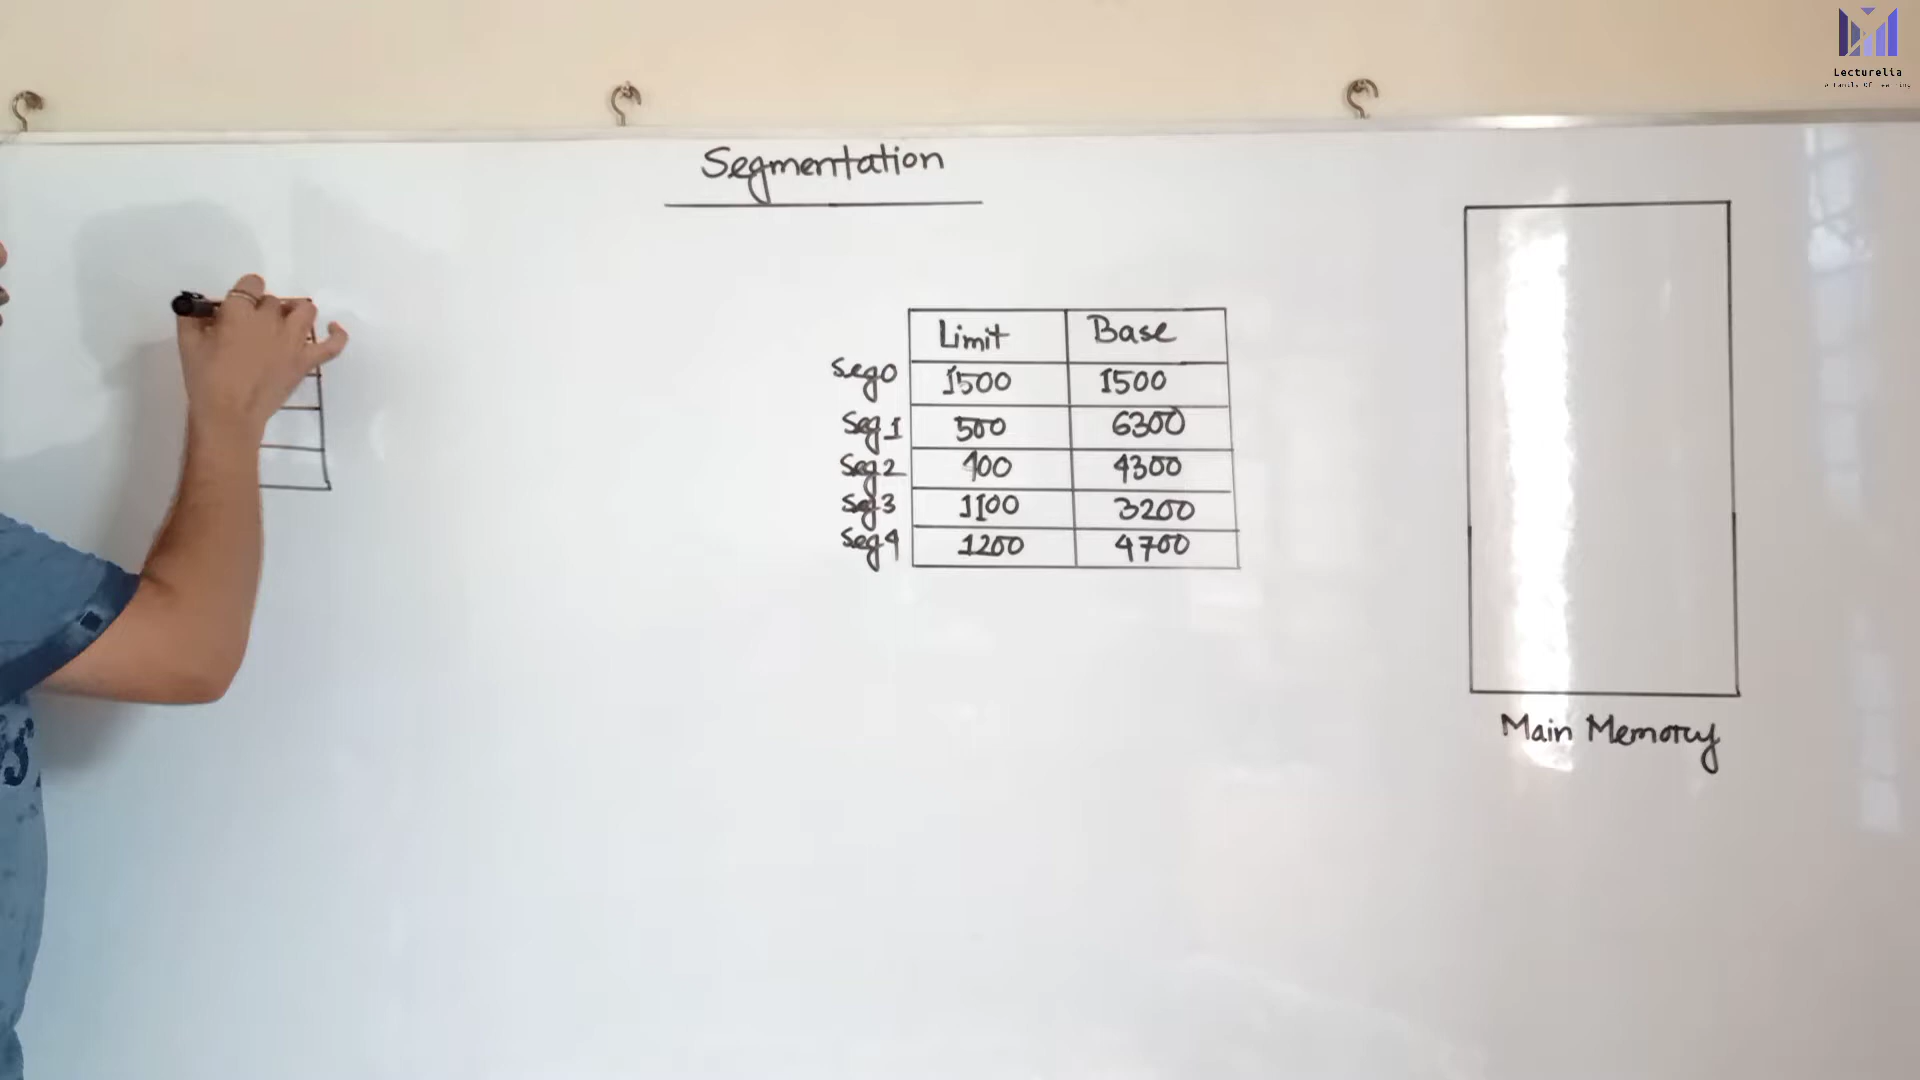 Lecturelia
Segmentation
Limit Base
Seg0 1500 1500
Seg1 500 6300
Seg2 400 4300
Seg3 1100 3200
Seg4 1200 4700
Main Memory